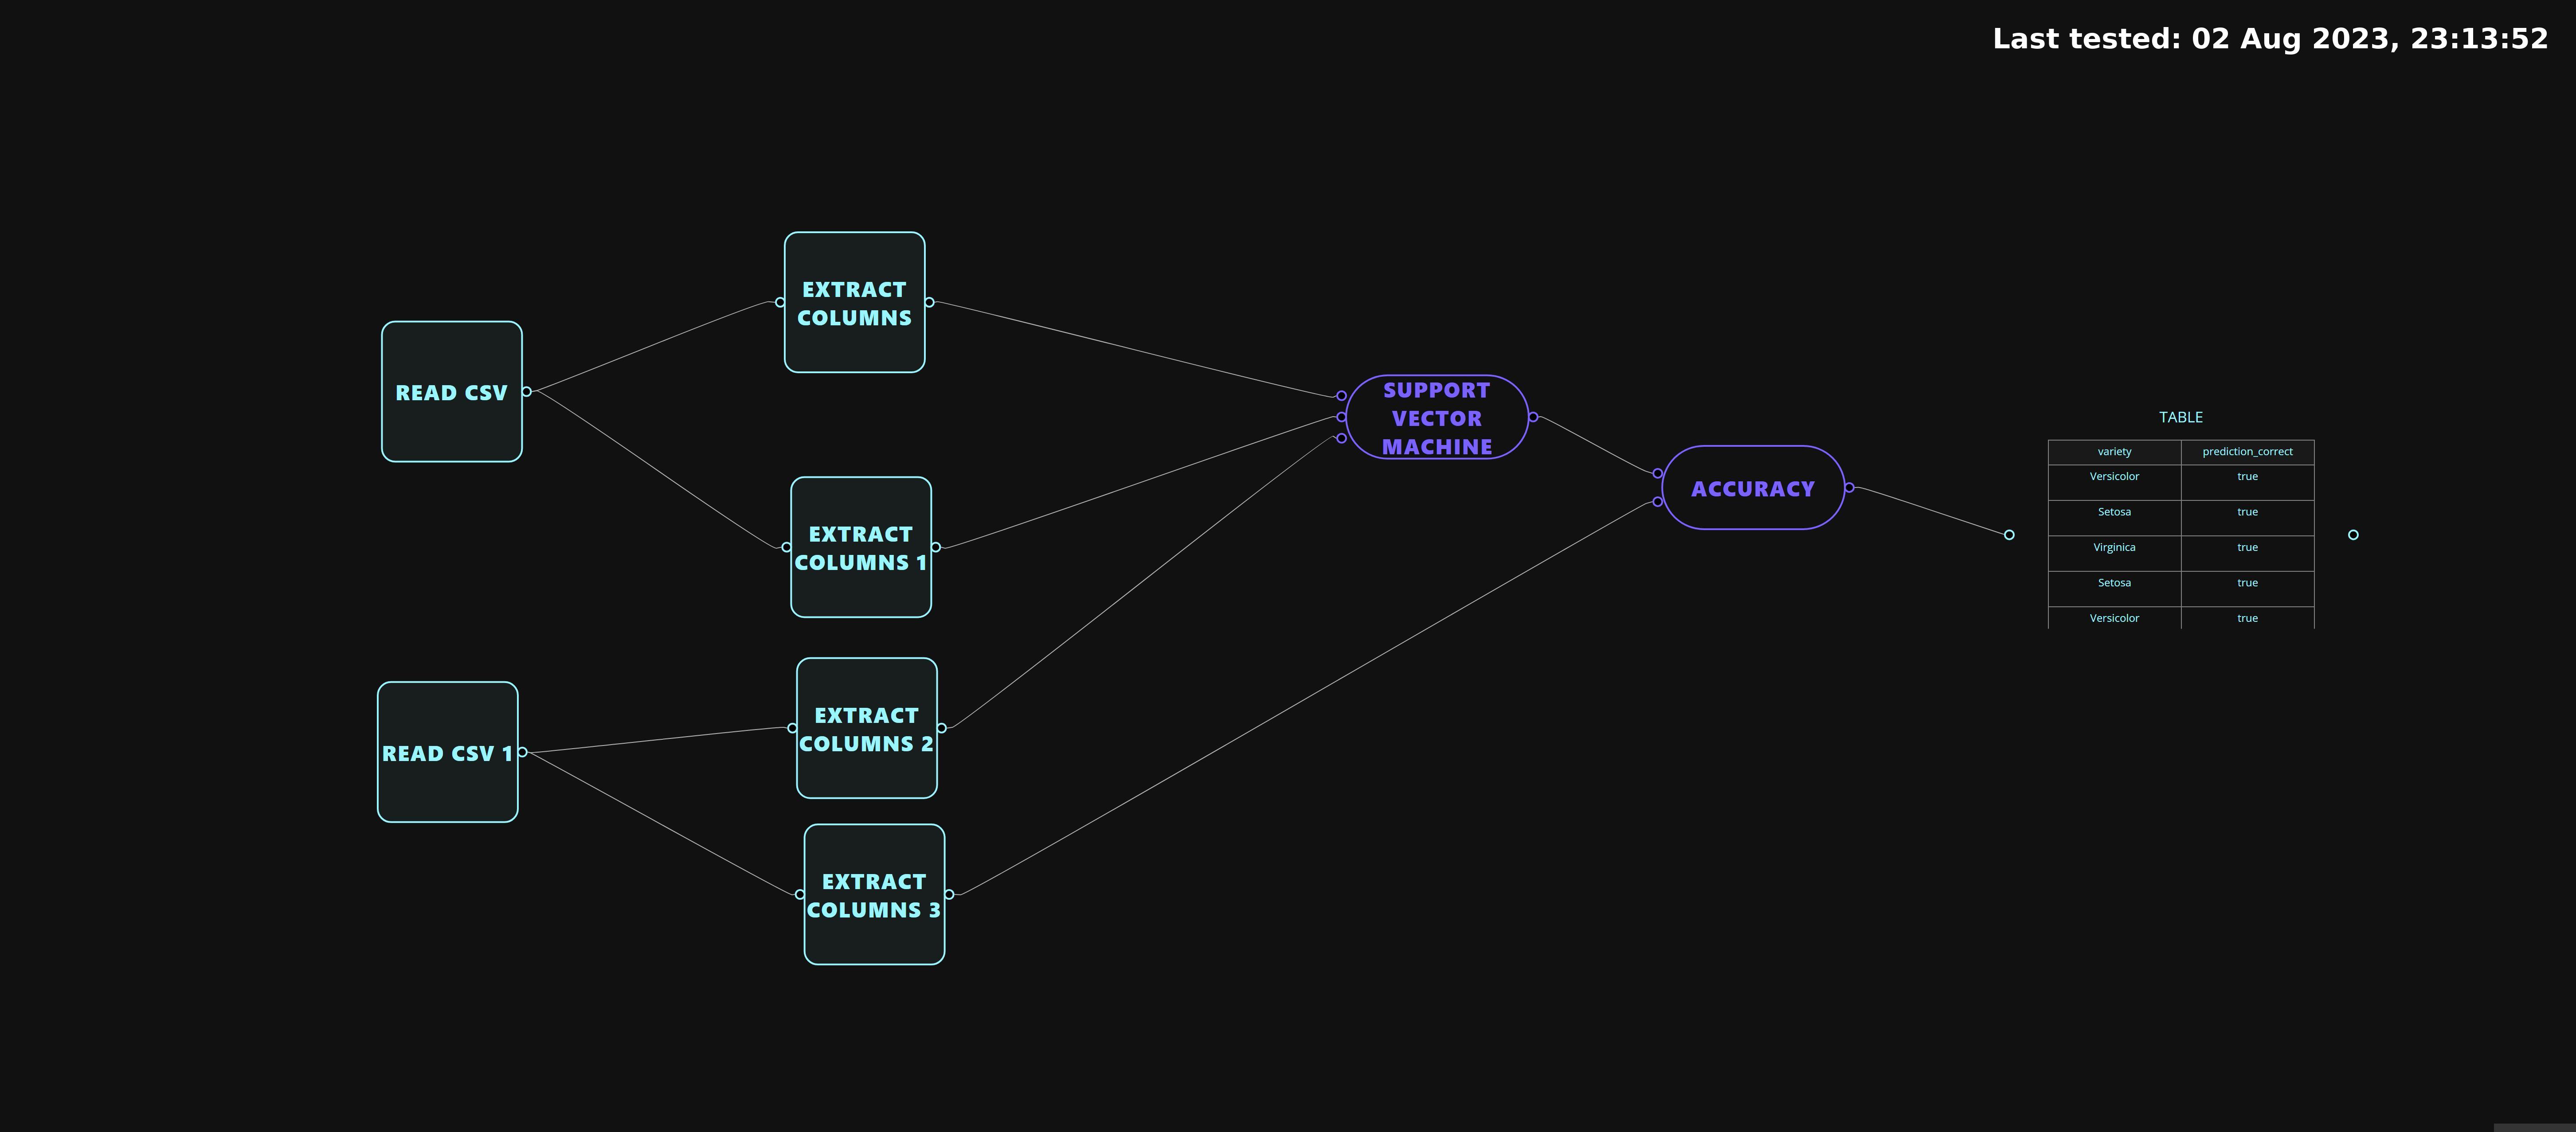 Last tested: 02 Aug 2023, 23:13:52
READ CSV
EXTRACT
COLUMNS
EXTRACT
COLUMNS 1
READ CSV 1
EXTRACT
COLUMNS 2
EXTRACT
COLUMNS 3
SUPPORT
VECTOR
MACHINE
ACCURACY
TABLE
variety prediction_correct
Versicolor true
Setosa true
Virginica true
Setosa true
Versicolor true